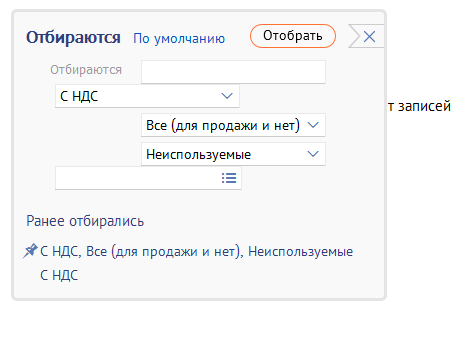 Отбираются По умолчанию Отобрать
Отбираются
С НДС
т записей
Все (для продажи и нет)
Неиспользуемые
Ранее отбирались
С НДС, Все (для продажи и нет), Неиспользуемые
С НДС